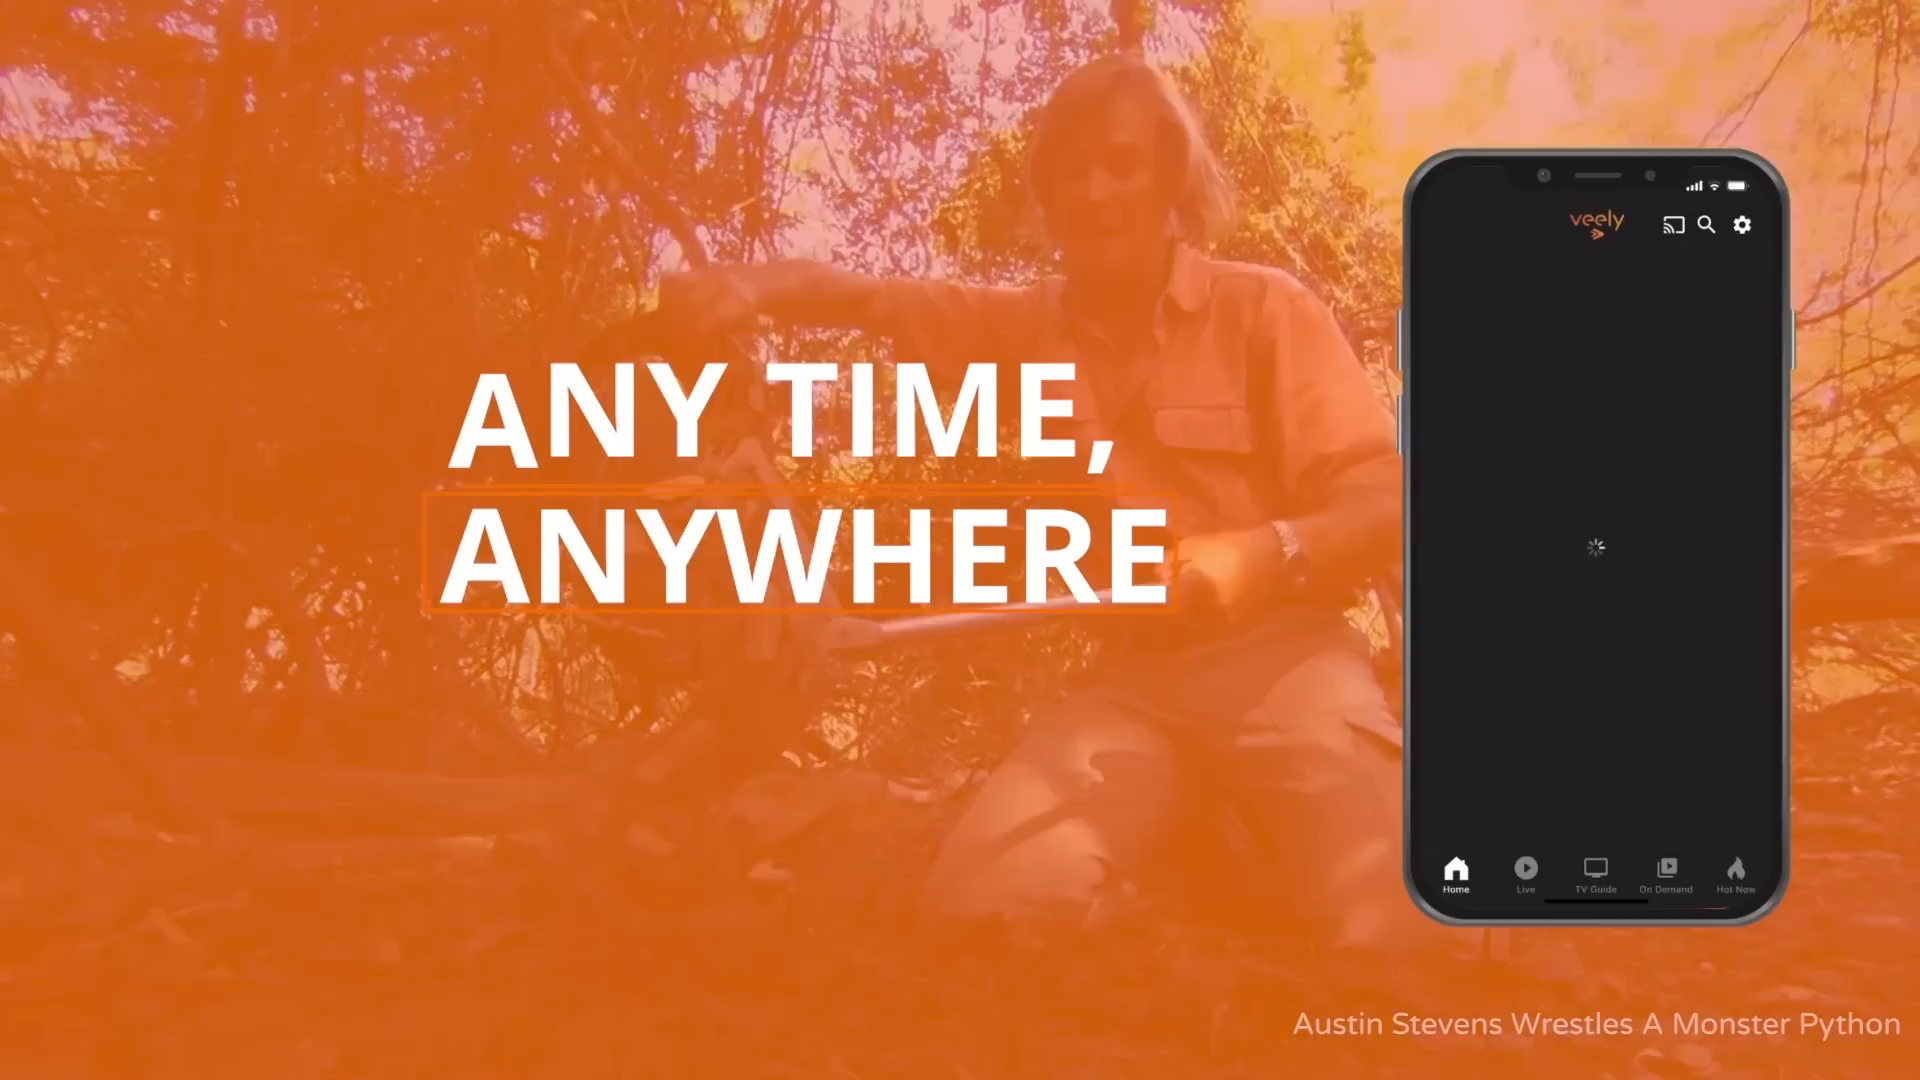 ANY TIME,
ANYWHERE
veely
Home
Live
TV Guide
On Demand
Hot Now
Austin Stevens Wrestles A Monster Python